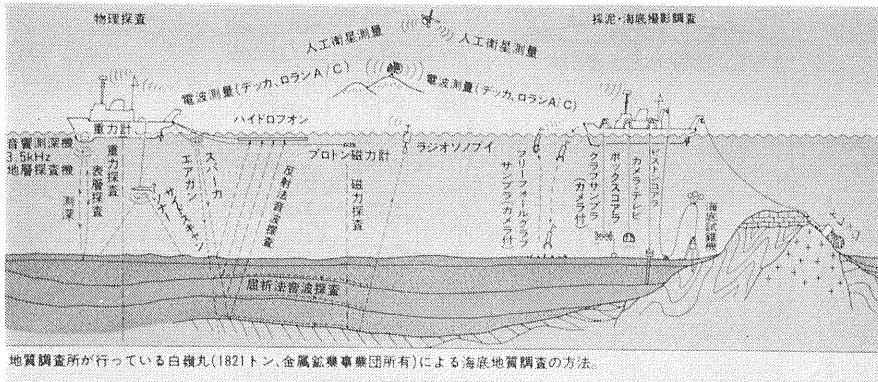 物理探査
人工衛星測量
人工衛星測量
採泥・海底撮影調査
電波測量(デッカ、ロランA/C)
電波測量(デッカ、ロランA/C)
重力計
ハイドロフォン
音響測深機
3.5kHz
地層探査機
プロトン磁力計
ラジオソノブイ
測深
表層探査
重力探査
サイドスキャン
ソナー
エアガン
スパーカ
反射法音波探査
磁力探査
フリーフォールグラブ
サンプラ(カメラ付)
グラブサンプラ
(カメラ付)
ボックスコアラ
カメラ・テレビ
ピストンコアラ
海底試錐機
屈折法音波探査
地質調査所が行っている白嶺丸(1821トン、金属鉱業事業団所有)による海底地質調査の方法。